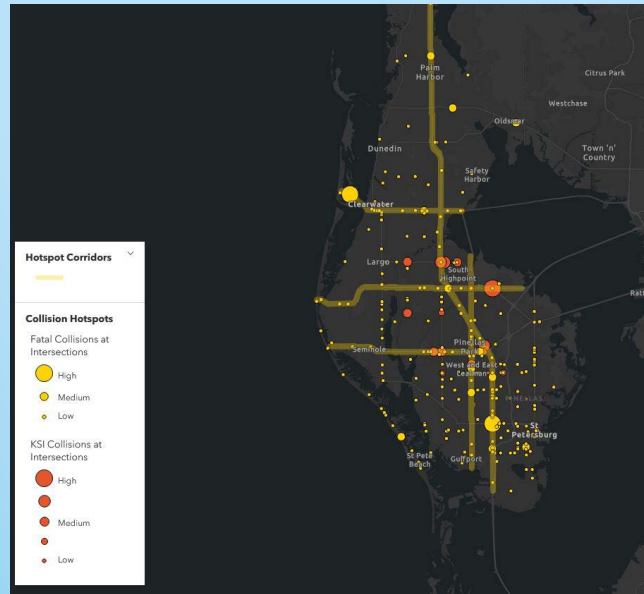 Palm
Harbor
Citrus Park
Westchase
Oldsmar
Dunedin
Town 'n'
Country
Safety
Harbor
Clearwater
Hotspot Corridors
Largo
South
Highpoint
Collision Hotspots
Fatal Collisions at
Intersections
High
Medium
Low
Seminole
Pinellas
Park
West and East
Lealman
PINELLAS
KSI Collisions at
Intersections
High
Medium
Low
St
Petersburg
St Pete
Beach
Gulfport